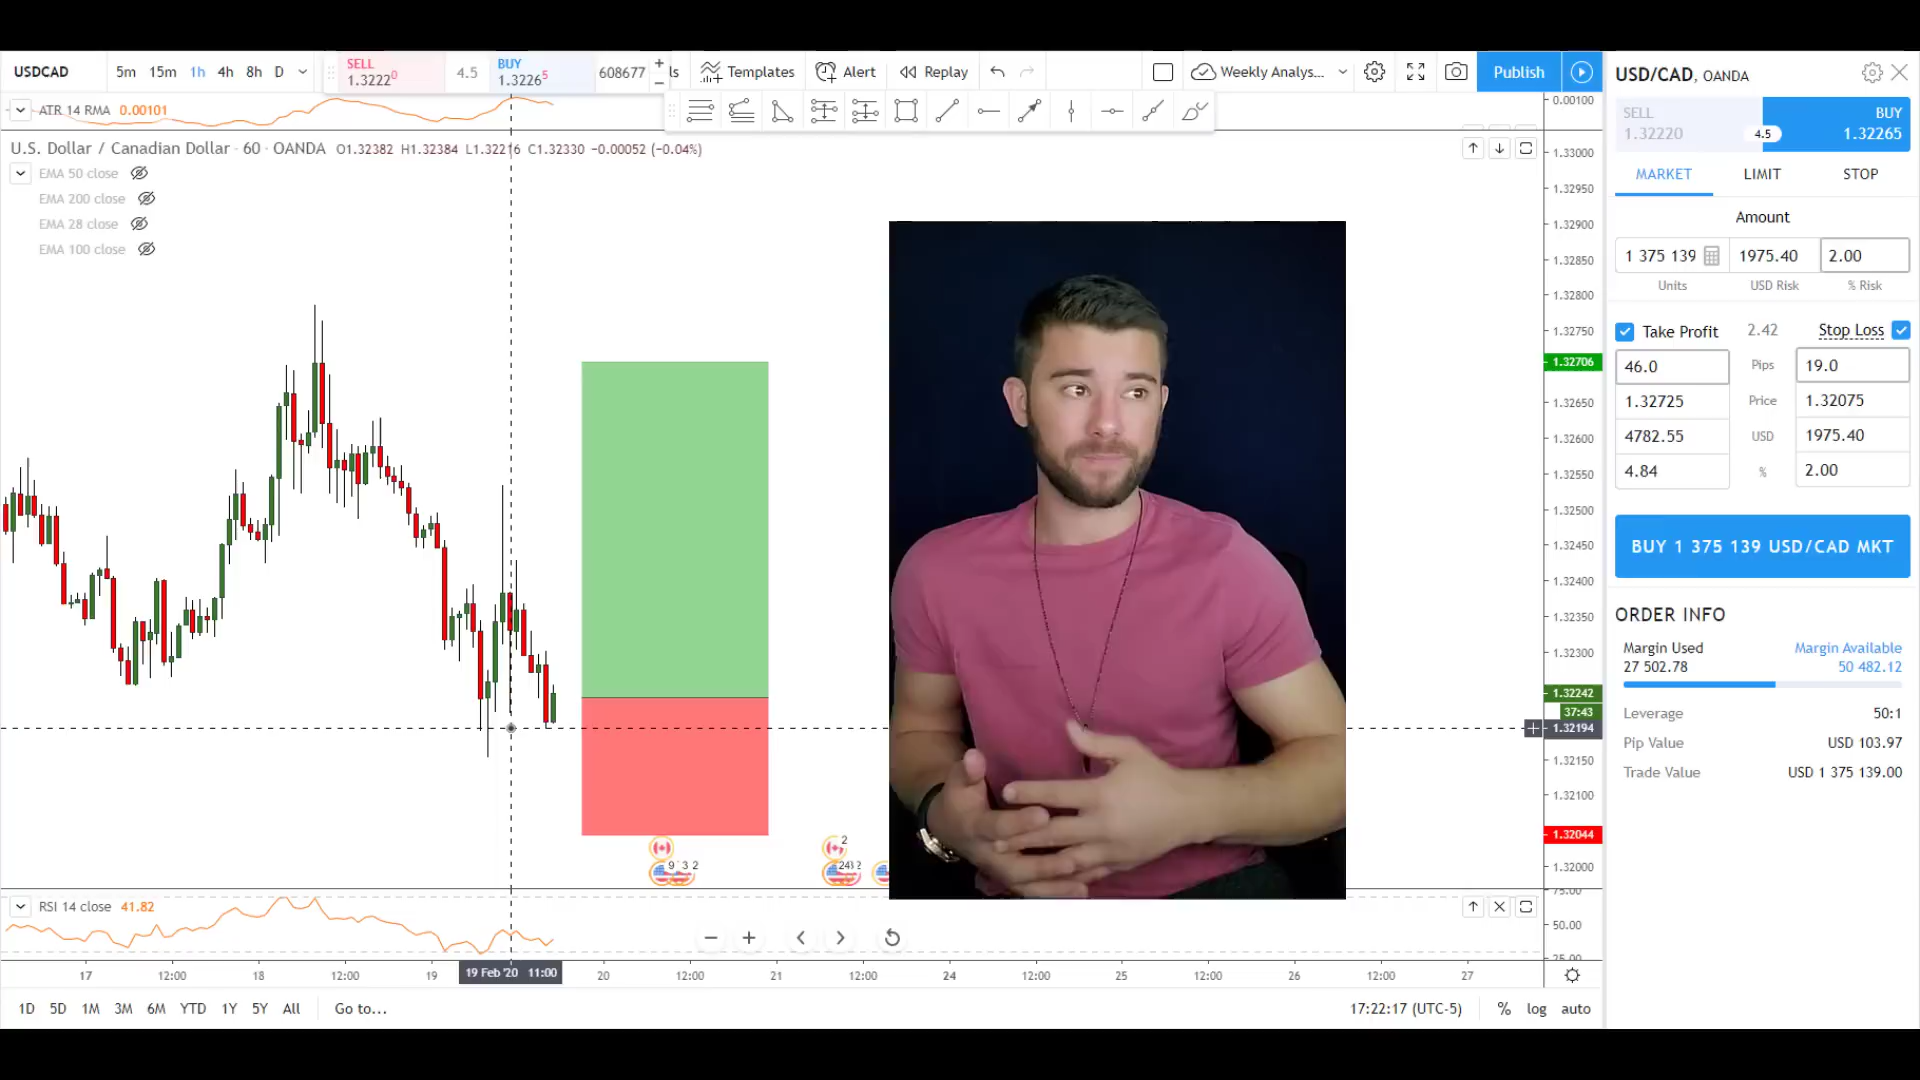 USDCAD
5m 15m 1h 4h 8h D
SELL
1.32220
4.5
BUY
1.32265
608677
ls
Templates
Alert
Replay
Weekly Analys...
Publish
USD/CAD, OANDA
ATR 14 RMA 0.00101
0.00100
SELL
1.32220
4.5
BUY
1.32265
U.S. Dollar / Canadian Dollar · 60 · OANDA O1.32382 H1.32384 L1.32216 C1.32330 −0.00052 (−0.04%)
EMA 50 close
EMA 200 close
EMA 28 close
EMA 100 close
MARKET LIMIT STOP
Amount
1 375 139 1975.40 2.00
Units USD Risk % Risk
Take Profit 2.42 Stop Loss
46.0 Pips 19.0
1.32725 Price 1.32075
4782.55 USD 1975.40
4.84 % 2.00
BUY 1 375 139 USD/CAD MKT
ORDER INFO
Margin Used Margin Available
27 502.78 50 482.12
Leverage 50:1
Pip Value USD 103.97
Trade Value USD 1 375 139.00
1.33000
1.32950
1.32900
1.32850
1.32800
1.32750
1.32706
1.32650
1.32600
1.32550
1.32500
1.32450
1.32400
1.32350
1.32300
1.32242
37:43
1.32194
1.32150
1.32100
1.32044
1.32000
2
RSI 14 close 41.82
75.00
50.00
25.00
17 12:00 18 12:00 19 19 Feb '20 11:00 20 12:00 21 12:00 24 12:00 25 12:00 26 12:00 27
1D 5D 1M 3M 6M YTD 1Y 5Y All Go to...
17:22:17 (UTC-5) % log auto